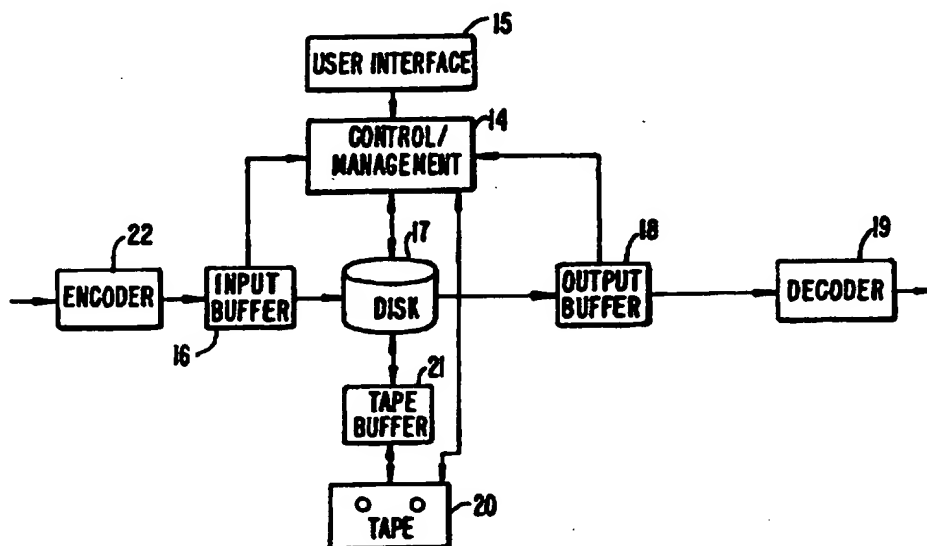 15
USER INTERFACE
14
CONTROL/
MANAGEMENT
22
ENCODER
INPUT
BUFFER
16
17
DISK
18
OUTPUT
BUFFER
19
DECODER
21
TAPE
BUFFER
TAPE
20